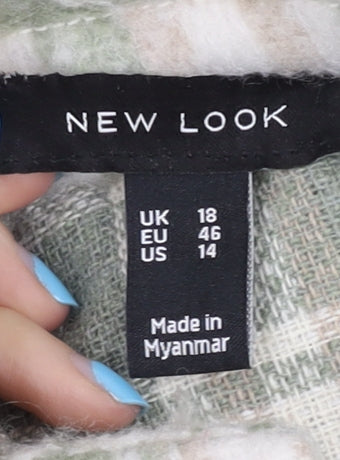 NEW LOOK
UK 18
EU 46
US 14
Made in
Myanmar